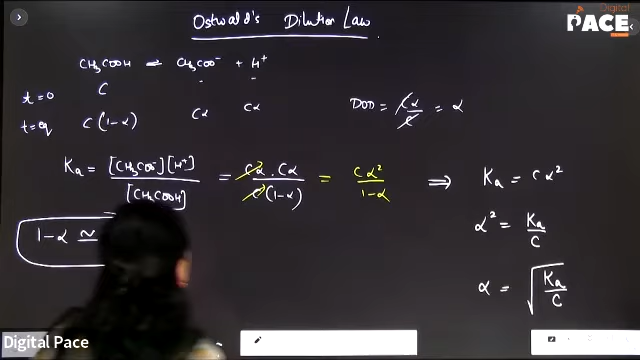 Ostwald's Dilution Law
Digital
PACE
CH₃COOH ⇌ CH₃COO⁻ + H⁺
t=0 C - -
t=eq C(1-α) Cα Cα
DOD = Cα/C = α
Ka = [CH₃COO⁻][H⁺]/[CH₃COOH] = Cα.Cα/C(1-α) = Cα²/1-α ⇒ Ka = Cα²
1-α ≃
α² = Ka/C
α = √Ka/C
Digital Pace